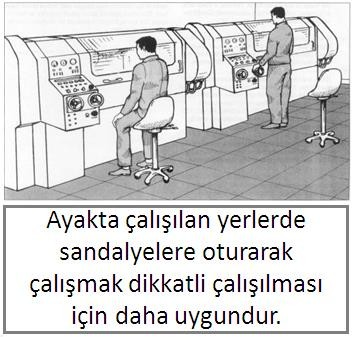 Ayakta çalışılan yerlerde
sandalyelere oturarak
çalışmak dikkatli çalışılması
için daha uygundur.